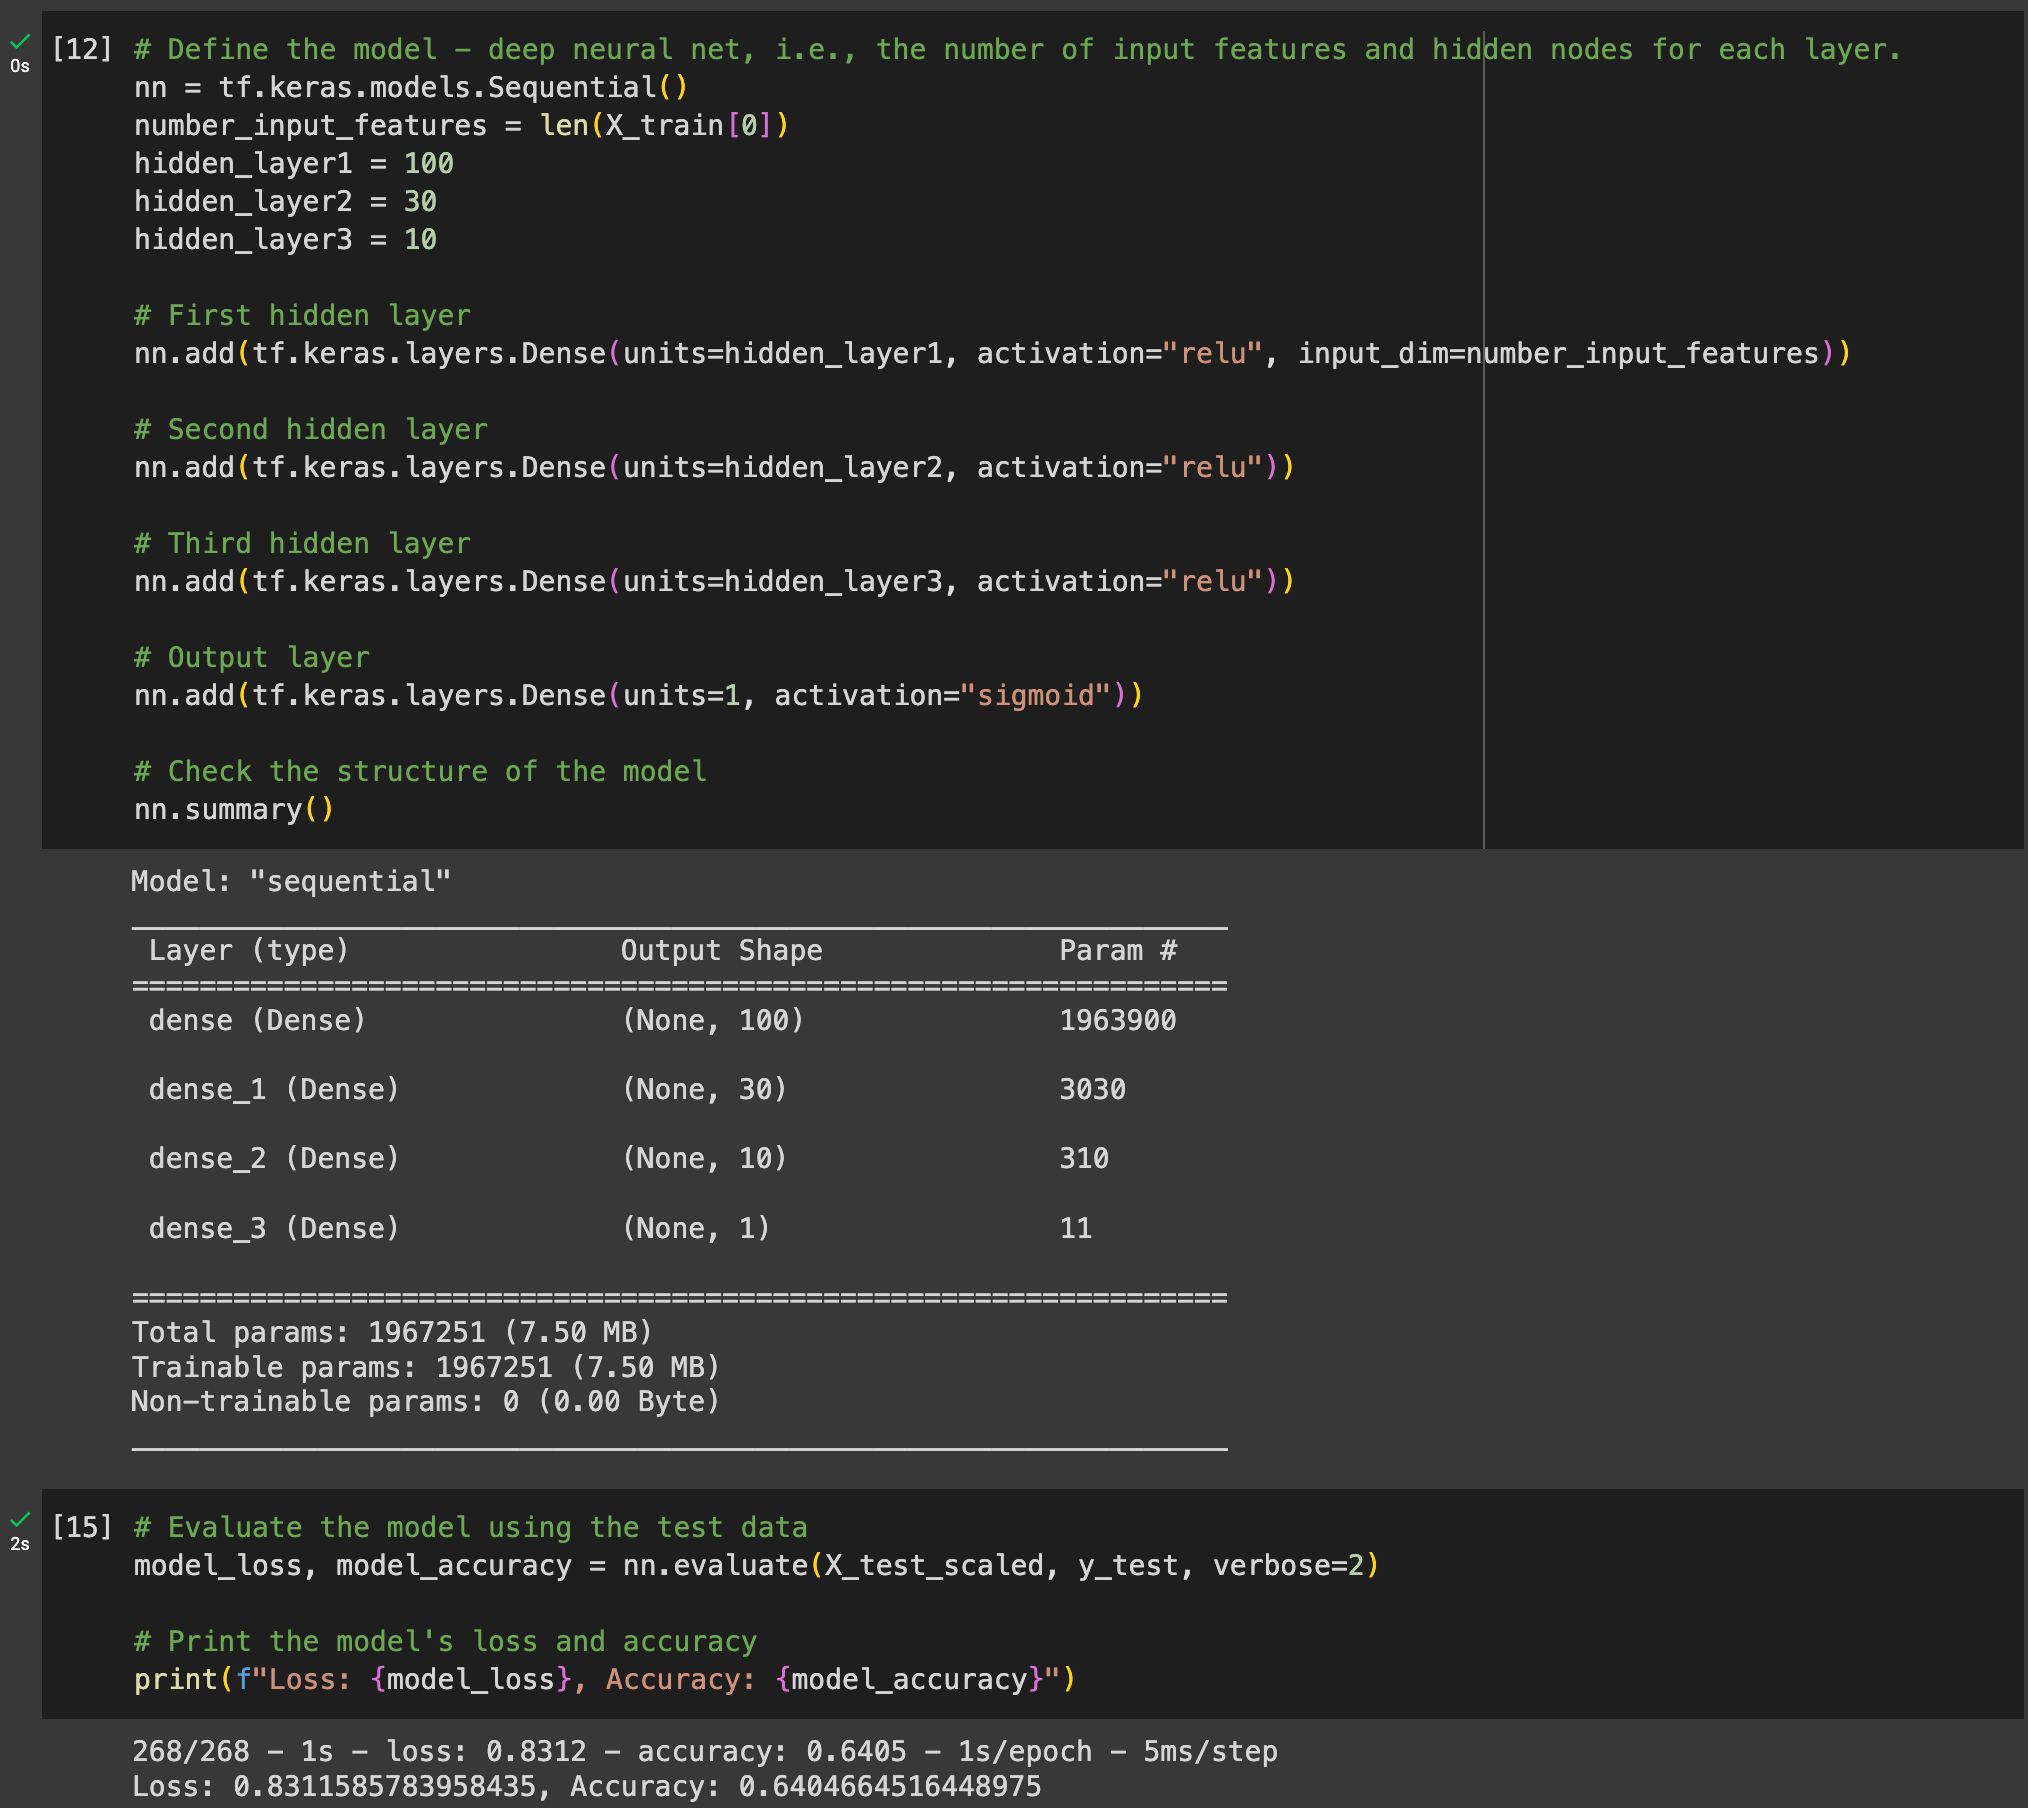 [12] # Define the model – deep neural net, i.e., the number of input features and hidden nodes for each layer.
0s
nn = tf.keras.models.Sequential()
number_input_features = len(X_train[0])
hidden_layer1 = 100
hidden_layer2 = 30
hidden_layer3 = 10
# First hidden layer
nn.add(tf.keras.layers.Dense(units=hidden_layer1, activation="relu", input_dim=number_input_features))
# Second hidden layer
nn.add(tf.keras.layers.Dense(units=hidden_layer2, activation="relu"))
# Third hidden layer
nn.add(tf.keras.layers.Dense(units=hidden_layer3, activation="relu"))
# Output layer
nn.add(tf.keras.layers.Dense(units=1, activation="sigmoid"))
# Check the structure of the model
nn.summary()
Model: "sequential"
_________________________________________________________________
Layer (type) Output Shape Param #
=================================================================
dense (Dense) (None, 100) 1963900
dense_1 (Dense) (None, 30) 3030
dense_2 (Dense) (None, 10) 310
dense_3 (Dense) (None, 1) 11
=================================================================
Total params: 1967251 (7.50 MB)
Trainable params: 1967251 (7.50 MB)
Non-trainable params: 0 (0.00 Byte)
_________________________________________________________________
[15] # Evaluate the model using the test data
2s
model_loss, model_accuracy = nn.evaluate(X_test_scaled, y_test, verbose=2)
# Print the model's loss and accuracy
print(f"Loss: {model_loss}, Accuracy: {model_accuracy}")
268/268 - 1s - loss: 0.8312 - accuracy: 0.6405 - 1s/epoch - 5ms/step
Loss: 0.8311585783958435, Accuracy: 0.6404664516448975